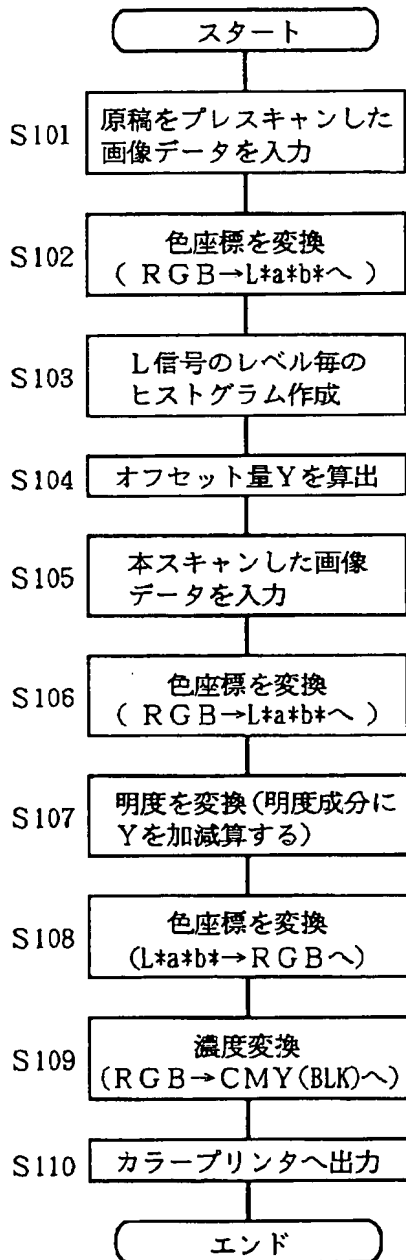 スタート
S101
原稿をプレスキャンした
画像データを入力
S102
色座標を変換
( RGB→L*a*b*へ )
S103
L信号のレベル毎の
ヒストグラム作成
S104
オフセット量Yを算出
S105
本スキャンした画像
データを入力
S106
色座標を変換
( RGB→L*a*b*へ )
S107
明度を変換(明度成分に
Yを加減算する)
S108
色座標を変換
(L*a*b*→RGBへ)
S109
濃度変換
(RGB→CMY(BLK)へ)
S110
カラープリンタへ出力
エンド